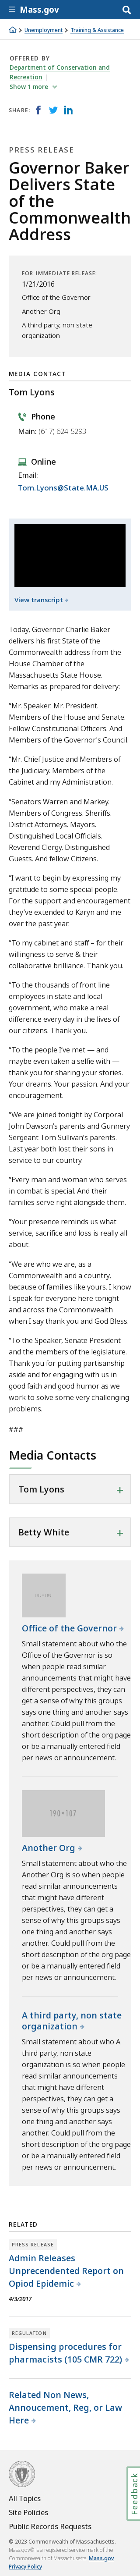 Mass.gov
Unemployment
Training & Assistance
OFFERED BY
Department of Conservation and
Recreation
Show 1 more
SHARE:
PRESS RELEASE
Governor Baker
Delivers State
of the
Commonwealth
Address
FOR IMMEDIATE RELEASE:
1/21/2016
Office of the Governor
Another Org
A third party, non state
organization
MEDIA CONTACT
Tom Lyons
Phone
Main: (617) 624-5293
Online
Email:
Tom.Lyons@State.MA.US
View transcript
Today, Governor Charlie Baker
delivers his first State of the
Commonwealth Address from the
House Chamber of the
Massachusetts State House.
Remarks as prepared for delivery:
“Mr. Speaker. Mr. President.
Members of the House and Senate.
Fellow Constitutional Officers. And
Members of the Governor’s Council.
“Mr. Chief Justice and Members of
the Judiciary. Members of the
Cabinet and my Administration.
“Senators Warren and Markey.
Members of Congress. Sheriffs.
District Attorneys. Mayors.
Distinguished Local Officials.
Reverend Clergy. Distinguished
Guests. And fellow Citizens.
“I want to begin by expressing my
gratitude to some special people.
For the support and encouragement
they’ve extended to Karyn and me
over the past year.
“To my cabinet and staff – for their
willingness to serve & their
collaborative brilliance. Thank you.
“To the thousands of front line
employees in state and local
government, who made a real and
meaningful difference every day in
the lives of our citizens. Thank you.
“To the people I’ve met — and
maybe even taken a selfie with —
thank you for sharing stories. Your
ideas. Your passion. And your
encouragement.
“We are joined tonight by Corporal
John Dawson’s parents and Gunnery
Sergeant Tom Sullivan’s parents.
Last year we lost both in service to
our country.
“Every man and woman who serves
is special. And their families and
loved ones serve right alongside them.
“Your presence reminds us what
service, sacrifice and loss is really all
about.
“We are who we are, as a
Commonwealth and a country,
because of families like yours. I know
I speak for everyone here tonight
and across the Commonwealth
when I say thank you and God Bless.
“To the Speaker, Senate President
and the members of the legislature.
Thank you for putting partisanship
aside and standing with us on such
goals that can lead in good humor as
we work to solve some very
challenging problems.
###
Media Contacts
Tom Lyons
Betty White
Office of the Governor
Small statement about who the
Office of the Governor is so
when people read similar
announcements that might have
different perspectives, they can
get a sense of why this groups
says one thing and another says
another. Could pull from the
short description of the org page
or be a manually entered
announcement specific thing for
news per news or announcement.
190×107
Another Org
Small statement about who the
Another Org is so when people
read similar announcements
that might have different
perspectives, they can get a
sense of why this groups says
one thing and another says
another. Could pull from the
short description of the org page
or be a manually entered
announcement specific thing for
news per news or announcement.
A third party, non state
organization
Small statement about who A
third party, non state
organization is so when people
read similar announcements
that might have different
perspectives, they can get a
sense of why this groups says
one thing and another says
another. Could pull from the
short description of the org page
or be a manually entered
announcement specific thing for
news per news or announcement.
RELATED
PRESS RELEASE
Admin Releases
Unprecedented Report on
Opiod Epidemic
4/3/2017
REGULATION
Dispensing procedures for
pharmacists (105 CMR 722)
Related Non News,
Annoucement, Reg, or Law
Here
Feedback
All Topics
Site Policies
Public Records Requests
© 2023 Commonwealth of Massachusetts.
Mass.gov® is a registered service mark of the
Commonwealth of Massachusetts. Mass.gov
Privacy Policy